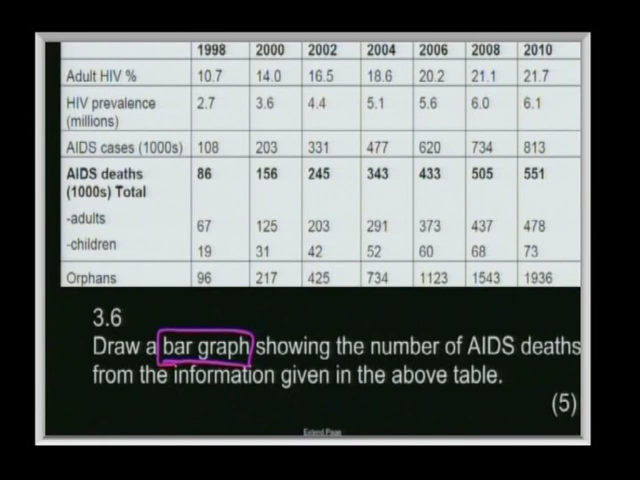 1998 2000 2002 2004 2006 2008 2010
Adult HIV % 10.7 14.0 16.5 18.6 20.2 21.1 21.7
HIV prevalence 2.7 3.6 4.4 5.1 5.6 6.0 6.1
(millions)
AIDS cases (1000s) 108 203 331 477 620 734 813
AIDS deaths 86 156 245 343 433 505 551
(1000s) Total
-adults 67 125 203 291 373 437 478
-children 19 31 42 52 60 68 73
Orphans 96 217 425 734 1123 1543 1936
3.6
Draw a bar graph showing the number of AIDS deaths
from the information given in the above table.
(5)
Extend Page